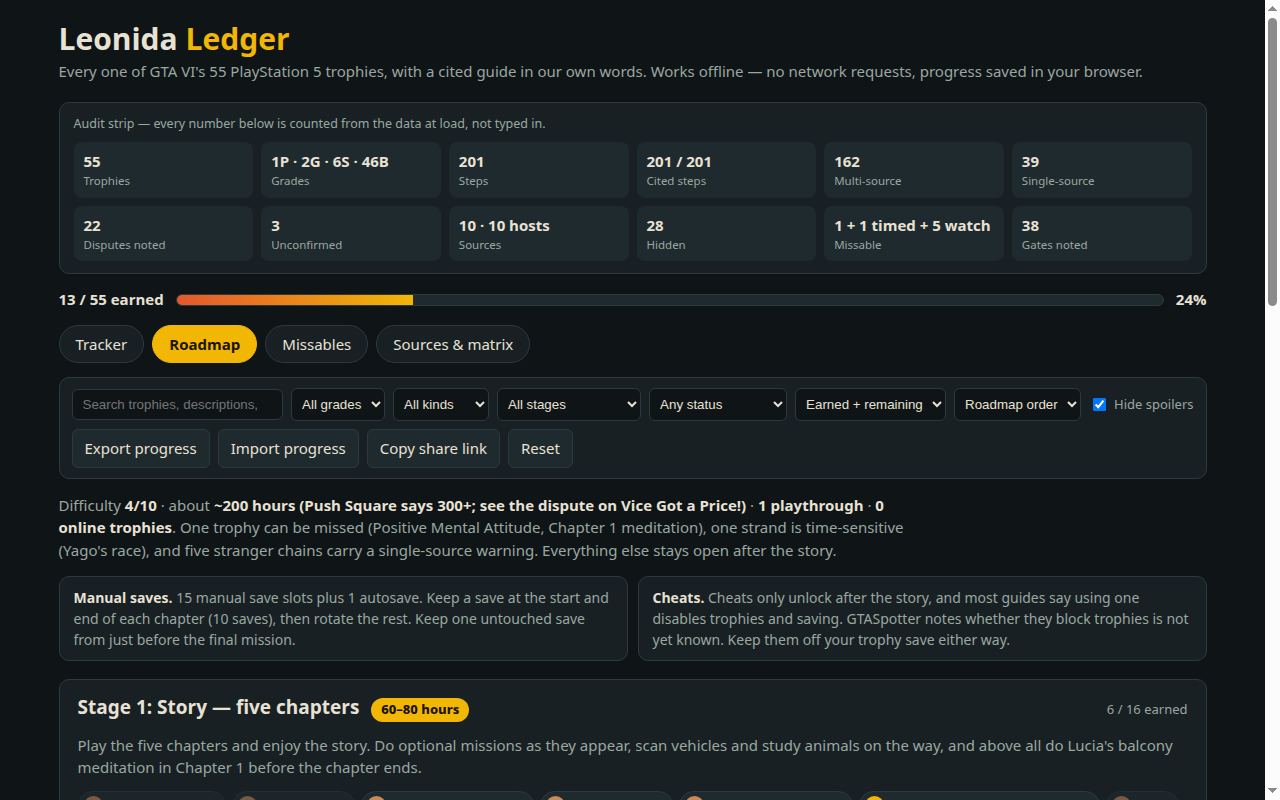 Leonida Ledger
Every one of GTA VI's 55 PlayStation 5 trophies, with a cited guide in our own words. Works offline — no network requests, progress saved in your browser.
Audit strip — every number below is counted from the data at load, not typed in.
55
Trophies
1P · 2G · 6S · 46B
Grades
201
Steps
201 / 201
Cited steps
162
Multi-source
39
Single-source
22
Disputes noted
3
Unconfirmed
10 · 10 hosts
Sources
28
Hidden
1 + 1 timed + 5 watch
Missable
38
Gates noted
13 / 55 earned
24%
Tracker
Roadmap
Missables
Sources & matrix
Search trophies, descriptions,
All grades
All kinds
All stages
Any status
Earned + remaining
Roadmap order
Hide spoilers
Export progress
Import progress
Copy share link
Reset
Difficulty 4/10 · about ~200 hours (Push Square says 300+; see the dispute on Vice Got a Price!) · 1 playthrough · 0
online trophies. One trophy can be missed (Positive Mental Attitude, Chapter 1 meditation), one strand is time-sensitive
(Yago's race), and five stranger chains carry a single-source warning. Everything else stays open after the story.
Manual saves. 15 manual save slots plus 1 autosave. Keep a save at the start and
end of each chapter (10 saves), then rotate the rest. Keep one untouched save
from just before the final mission.
Cheats. Cheats only unlock after the story, and most guides say using one
disables trophies and saving. GTASpotter notes whether they block trophies is not
yet known. Keep them off your trophy save either way.
Stage 1: Story — five chapters
60–80 hours
6 / 16 earned
Play the five chapters and enjoy the story. Do optional missions as they appear, scan vehicles and study animals on the way, and above all do Lucia's balcony
meditation in Chapter 1 before the chapter ends.